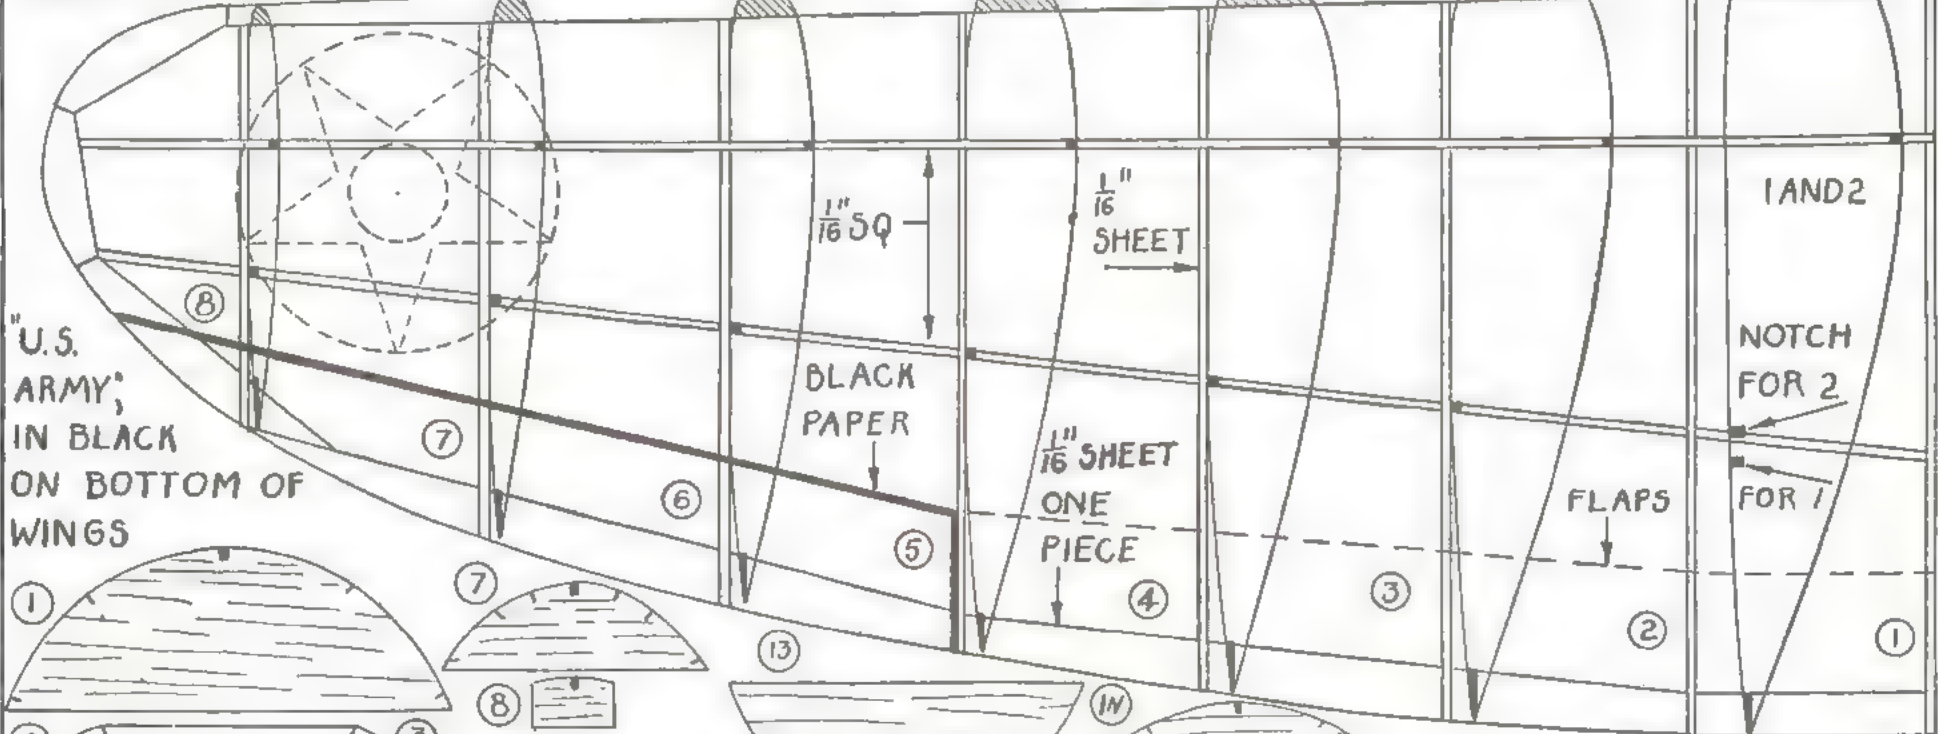 1/16" SQ
1/16"
SHEET
1 AND 2
NOTCH
FOR 2
FOR 1
"U.S.
ARMY",
IN BLACK
ON BOTTOM OF
WINGS
BLACK
PAPER
1/16" SHEET
ONE
PIECE
FLAPS
8
7
6
5
4
3
2
1
1
7
8
13